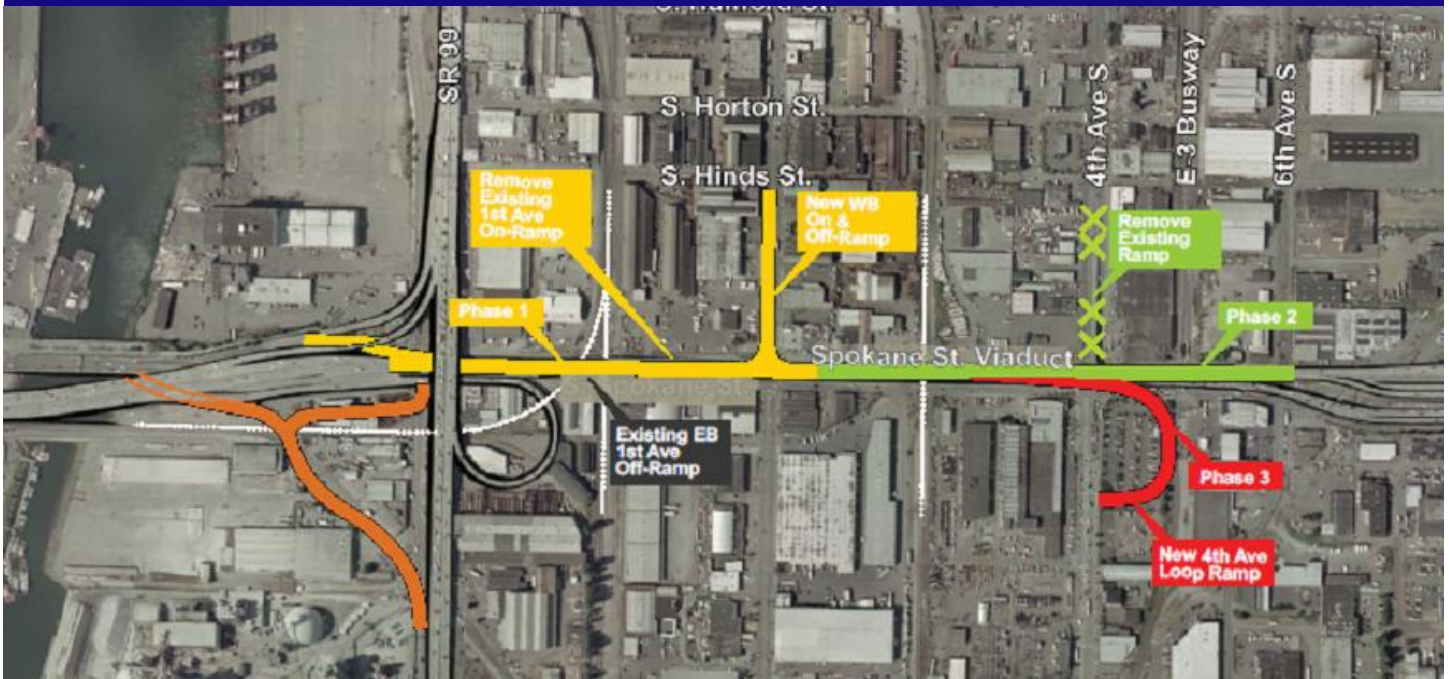 SR 99
S. Horton St.
4th Ave S
E-3 Busway
6th Ave S
S. Hinds St.
Remove
Existing
1st Ave
On-Ramp
New WB
On &
Off-Ramp
Remove
Existing
Ramp
Phase 1
Phase 2
Spokane St. Viaduct
Spokane St.
Existing EB
1st Ave
Off-Ramp
Phase 3
New 4th Ave
Loop Ramp